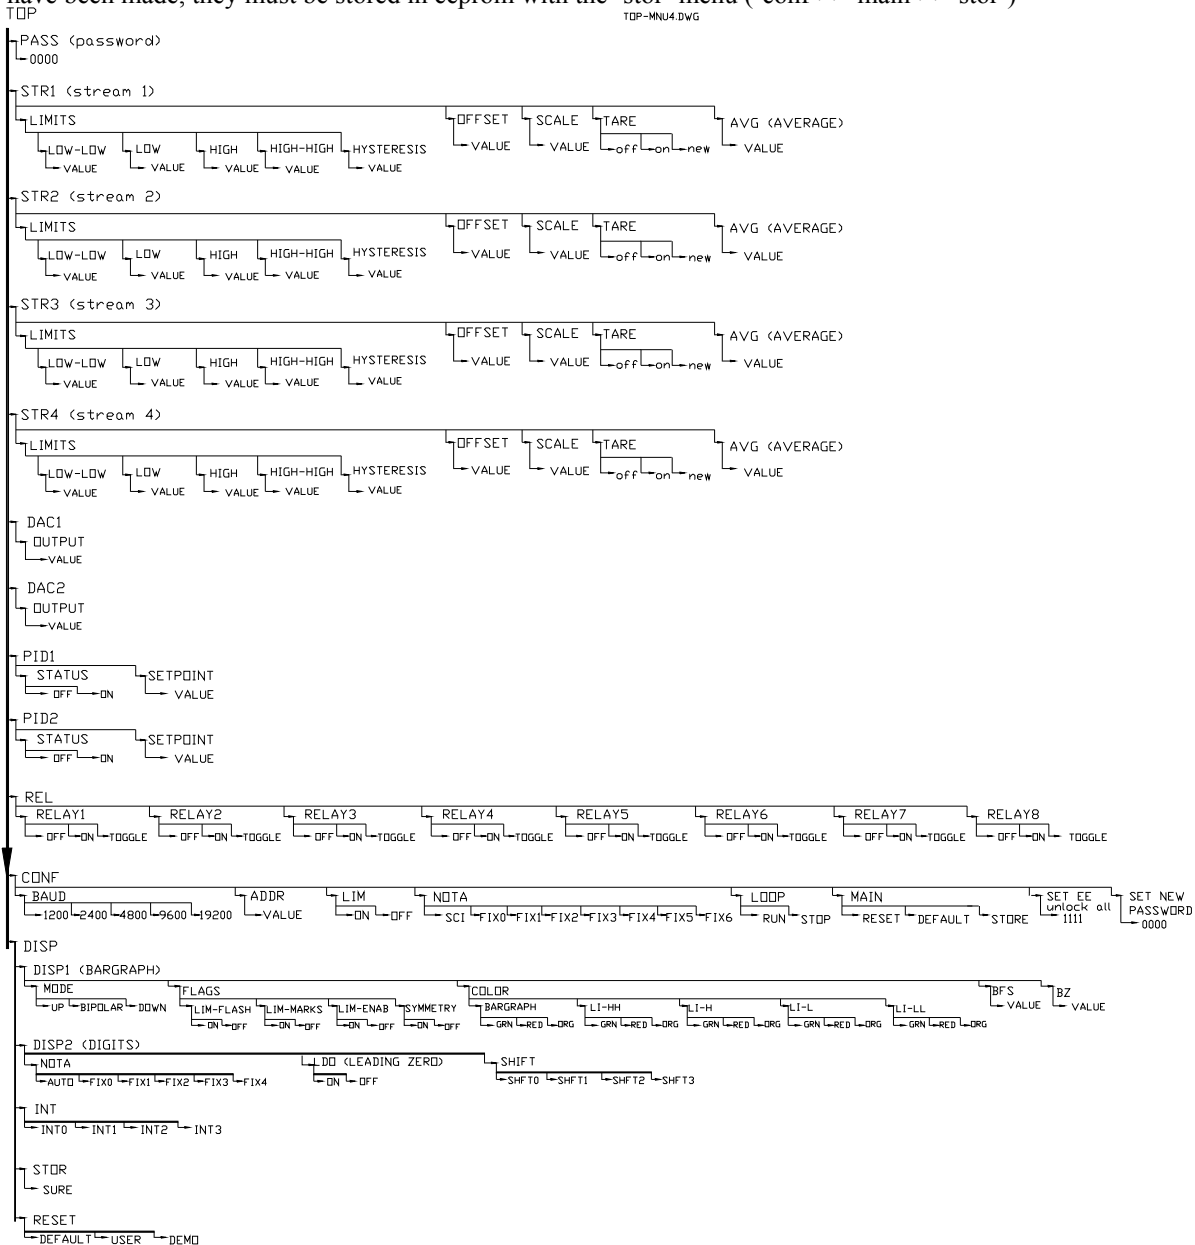 have been made, they must be stored in eeprom with the "stor" menu
TOP
TOP-MNU4.DWG
PASS (password)
0000
STR1 (stream 1)
LIMITS OFFSET SCALE TARE AVG (AVERAGE)
LOW-LOW LOW HIGH HIGH-HIGH HYSTERESIS VALUE VALUE off on new VALUE
VALUE VALUE VALUE VALUE VALUE
STR2 (stream 2)
LIMITS OFFSET SCALE TARE AVG (AVERAGE)
LOW-LOW LOW HIGH HIGH-HIGH HYSTERESIS VALUE VALUE off on new VALUE
VALUE VALUE VALUE VALUE VALUE
STR3 (stream 3)
LIMITS OFFSET SCALE TARE AVG (AVERAGE)
LOW-LOW LOW HIGH HIGH-HIGH HYSTERESIS VALUE VALUE off on new VALUE
VALUE VALUE VALUE VALUE VALUE
STR4 (stream 4)
LIMITS OFFSET SCALE TARE AVG (AVERAGE)
LOW-LOW LOW HIGH HIGH-HIGH HYSTERESIS VALUE VALUE off on new VALUE
VALUE VALUE VALUE VALUE VALUE
DAC1
OUTPUT
VALUE
DAC2
OUTPUT
VALUE
PID1
STATUS SETPOINT
OFF ON VALUE
PID2
STATUS SETPOINT
OFF ON VALUE
REL
RELAY1 RELAY2 RELAY3 RELAY4 RELAY5 RELAY6 RELAY7 RELAY8
OFF ON TOGGLE OFF ON TOGGLE OFF ON TOGGLE OFF ON TOGGLE OFF ON TOGGLE OFF ON TOGGLE OFF ON TOGGLE OFF ON TOGGLE
CONF
BAUD ADDR LIM NOTA LOOP MAIN SET EE unlock all SET NEW PASSWORD
1200 2400 4800 9600 19200 VALUE ON OFF SCI FIX0 FIX1 FIX2 FIX3 FIX4 FIX5 FIX6 RUN STOP RESET DEFAULT STORE 1111 0000
DISP
DISP1 (BARGRAPH)
MODE FLAGS COLOR BFS BZ
UP BIPOLAR DOWN LIM-FLASH LIM-MARKS LIM-ENAB SYMMETRY BARGRAPH LI-HH LI-H LI-L LI-LL VALUE VALUE
ON OFF ON OFF ON OFF ON OFF GRN RED ORG GRN RED ORG GRN RED ORG GRN RED ORG GRN RED ORG
DISP2 (DIGITS)
NOTA LDO (LEADING ZERO) SHIFT
AUTO FIX0 FIX1 FIX2 FIX3 FIX4 ON OFF SHFT0 SHFT1 SHFT2 SHFT3
INT
INT0 INT1 INT2 INT3
STOR
SURE
RESET
DEFAULT USER DEMO